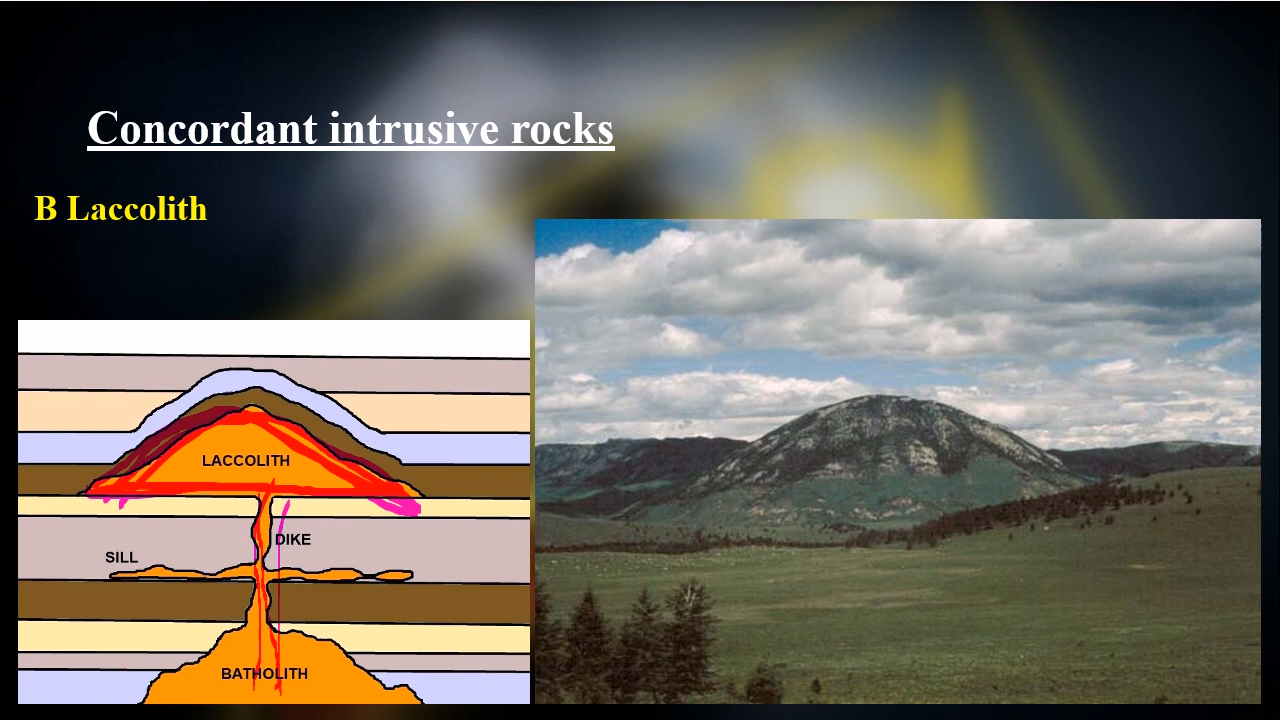 Concordant intrusive rocks
B Laccolith
LACCOLITH
DIKE
SILL
BATHOLITH